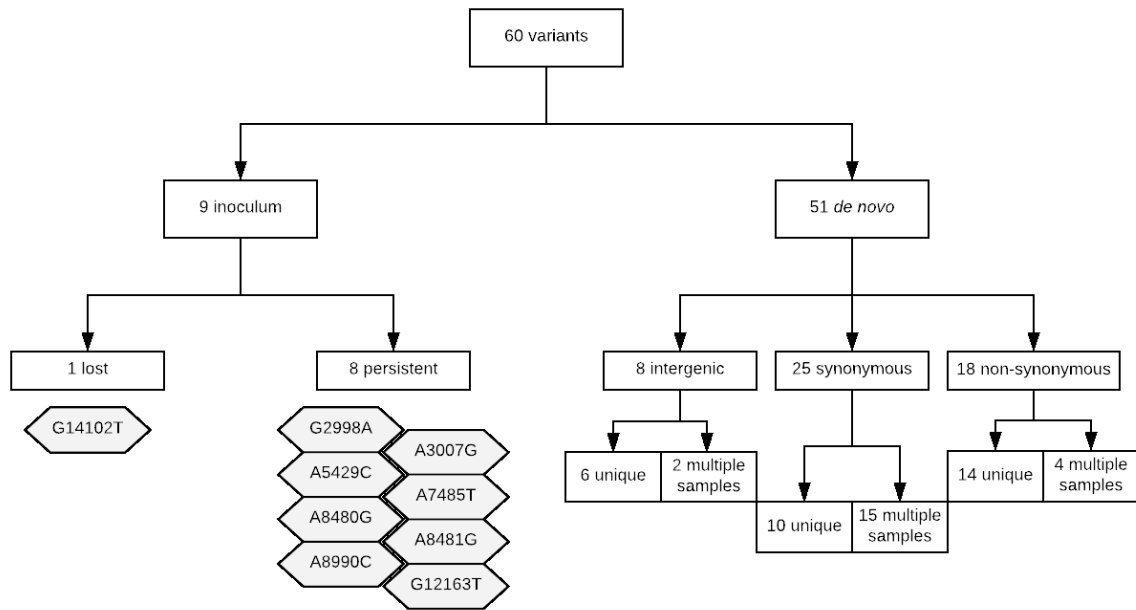 60 variants
9 inoculum
51 de novo
1 lost
8 persistent
8 intergenic
25 synonymous
18 non-synonymous
G14102T
G2998A
A3007G
A5429C
A7485T
A8480G
A8481G
A8990C
G12163T
6 unique
2 multiple
samples
10 unique
15 multiple
samples
14 unique
4 multiple
samples